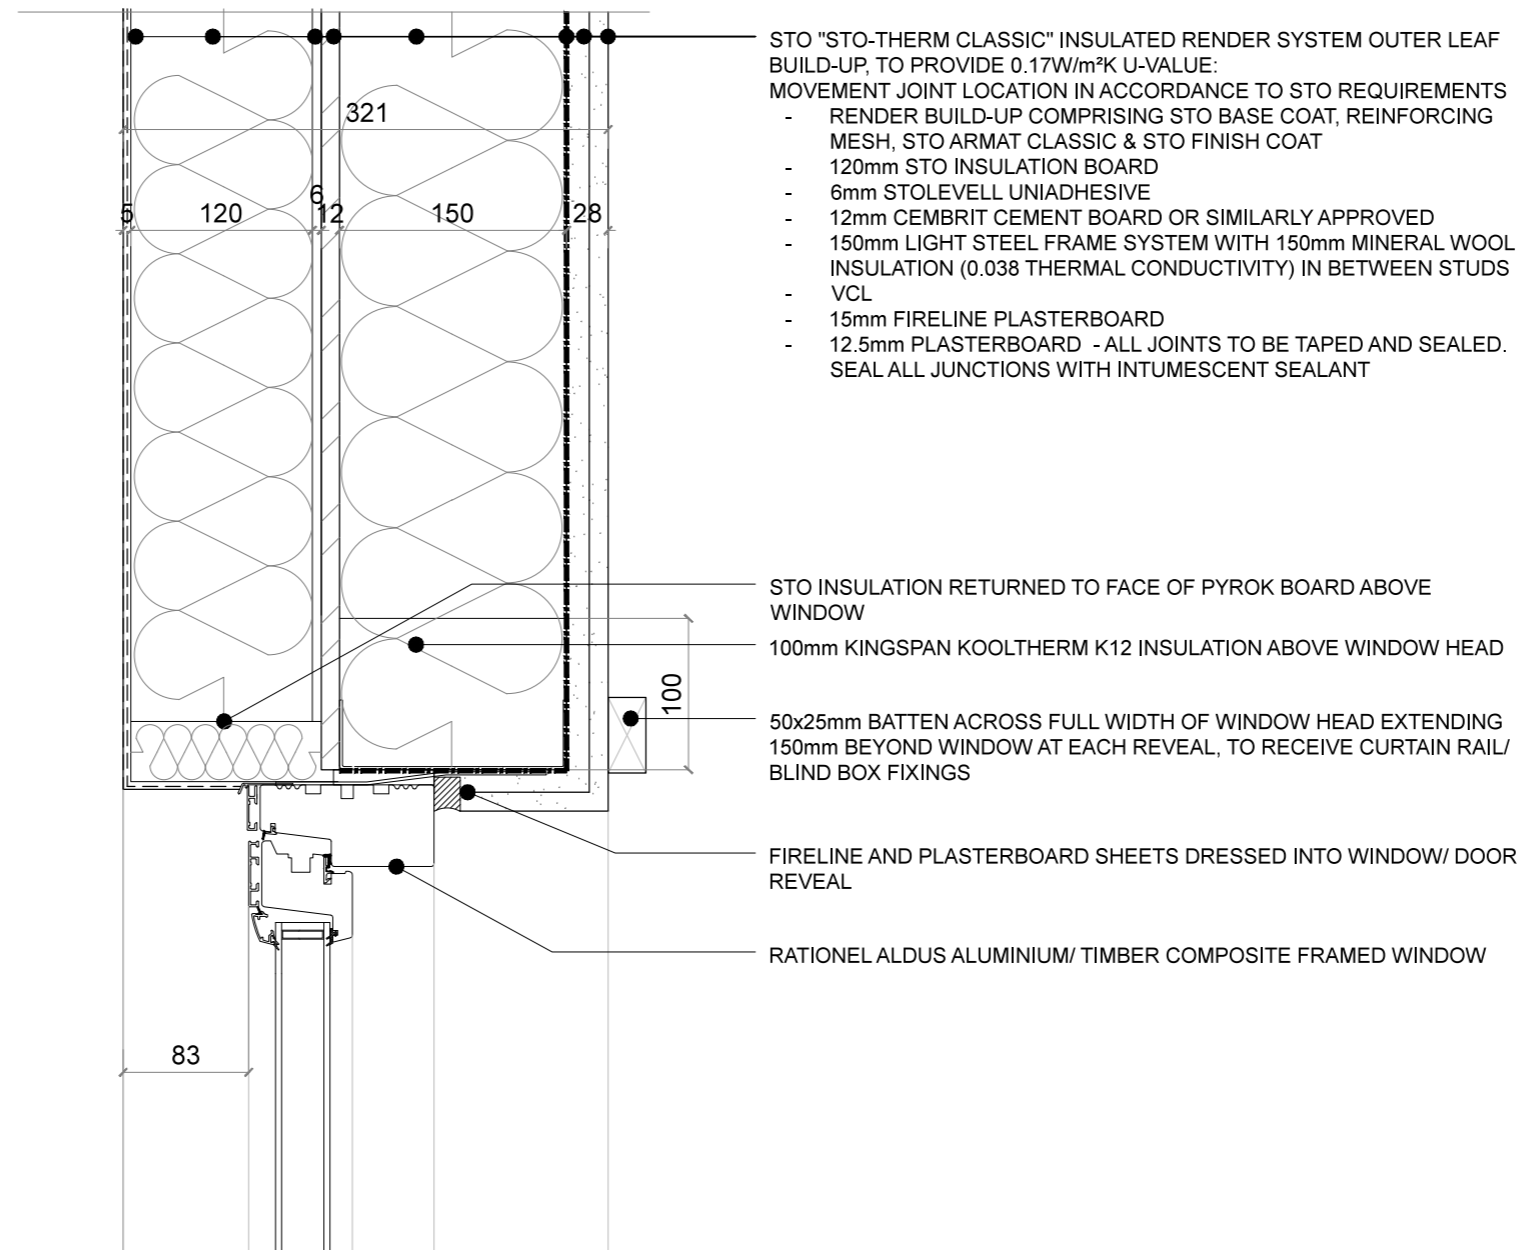 STO "STO-THERM CLASSIC" INSULATED RENDER SYSTEM OUTER LEAF
BUILD-UP, TO PROVIDE 0.17W/m²K U-VALUE:
MOVEMENT JOINT LOCATION IN ACCORDANCE TO STO REQUIREMENTS
- RENDER BUILD-UP COMPRISING STO BASE COAT, REINFORCING
MESH, STO ARMAT CLASSIC & STO FINISH COAT
- 120mm STO INSULATION BOARD
- 6mm STOLEVELL UNIADHESIVE
- 12mm CEMBRIT CEMENT BOARD OR SIMILARLY APPROVED
- 150mm LIGHT STEEL FRAME SYSTEM WITH 150mm MINERAL WOOL
INSULATION (0.038 THERMAL CONDUCTIVITY) IN BETWEEN STUDS
- VCL
- 15mm FIRELINE PLASTERBOARD
- 12.5mm PLASTERBOARD - ALL JOINTS TO BE TAPED AND SEALED.
SEAL ALL JUNCTIONS WITH INTUMESCENT SEALANT
321
5 120 6 12 150 28
STO INSULATION RETURNED TO FACE OF PYROK BOARD ABOVE
WINDOW
100mm KINGSPAN KOOLTHERM K12 INSULATION ABOVE WINDOW HEAD
100
50x25mm BATTEN ACROSS FULL WIDTH OF WINDOW HEAD EXTENDING
150mm BEYOND WINDOW AT EACH REVEAL, TO RECEIVE CURTAIN RAIL/
BLIND BOX FIXINGS
FIRELINE AND PLASTERBOARD SHEETS DRESSED INTO WINDOW/ DOOR
REVEAL
RATIONEL ALDUS ALUMINIUM/ TIMBER COMPOSITE FRAMED WINDOW
83